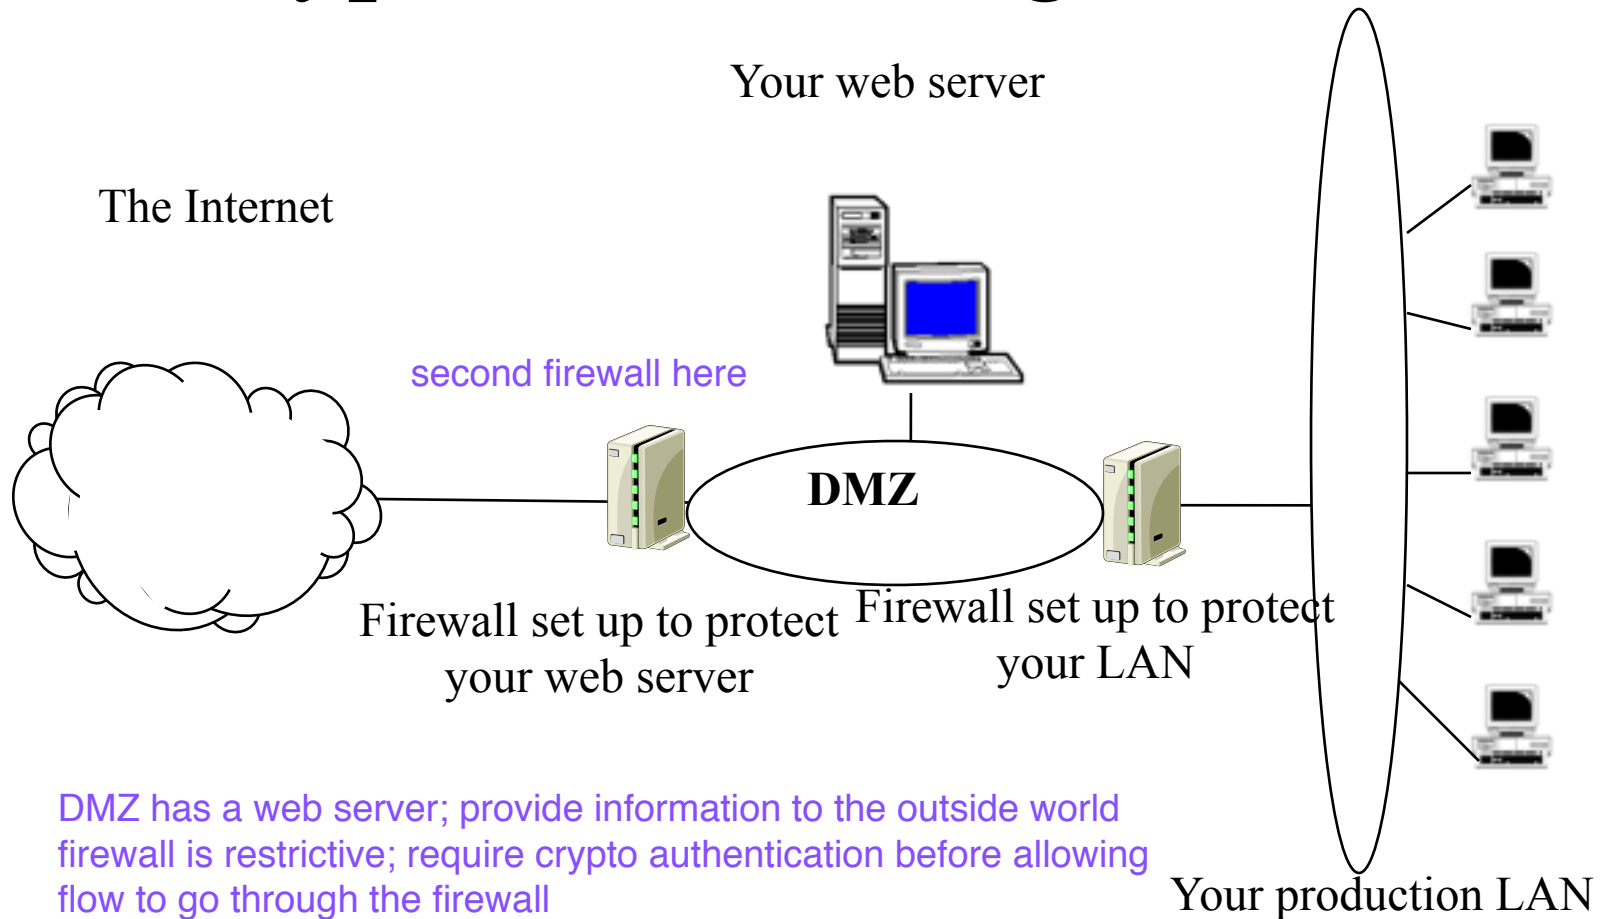 Your web server
The Internet
second firewall here
DMZ
Firewall set up to protect
your web server
Firewall set up to protect
your LAN
DMZ has a web server; provide information to the outside world
firewall is restrictive; require crypto authentication before allowing
flow to go through the firewall
Your production LAN